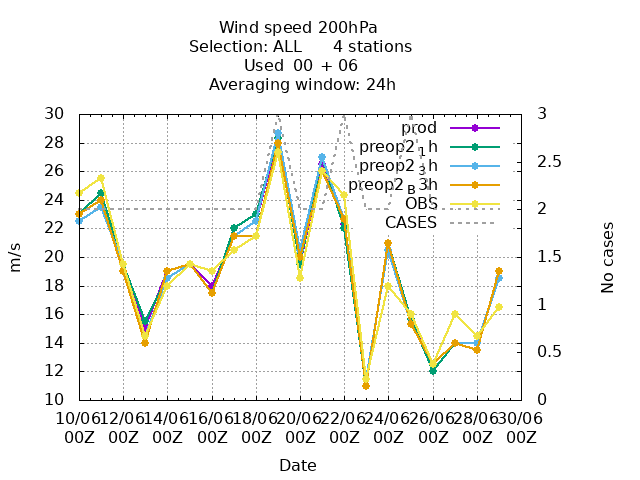 Wind speed 200hPa
Selection: ALL 4 stations
Used 00 + 06
Averaging window: 24h
30 28 26 24 22 20 18 16 14 12 10
m/s
prod
preop2_1h
preop2_3h
preop2_B3h
OBS
CASES
3 2.5 2 1.5 1 0.5 0
No cases
10/06 12/06 14/06 16/06 18/06 20/06 22/06 24/06 26/06 28/06 30/06
00Z 00Z 00Z 00Z 00Z 00Z 00Z 00Z 00Z 00Z 00Z
Date